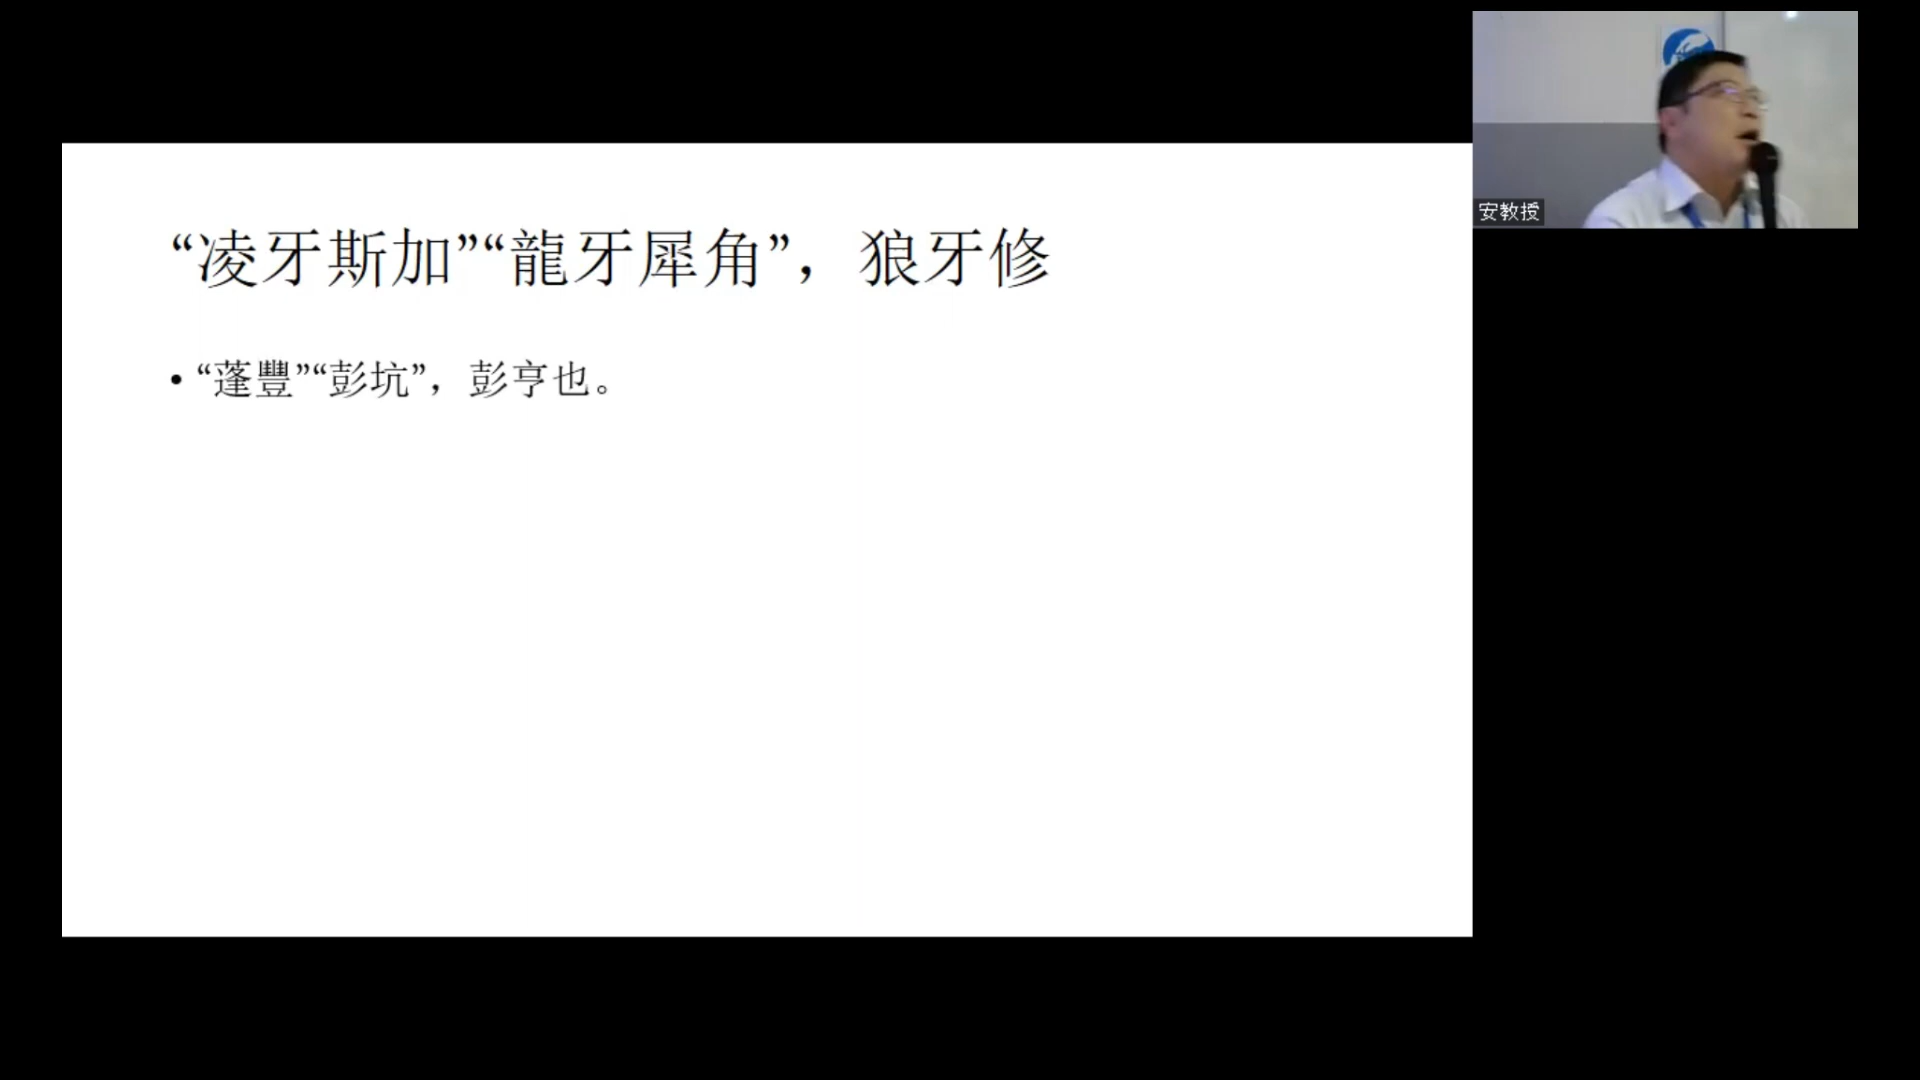 “凌牙斯加”“龍牙犀角”，狼牙修
• “蓬豐”“彭坑”，彭亨也。
安教授